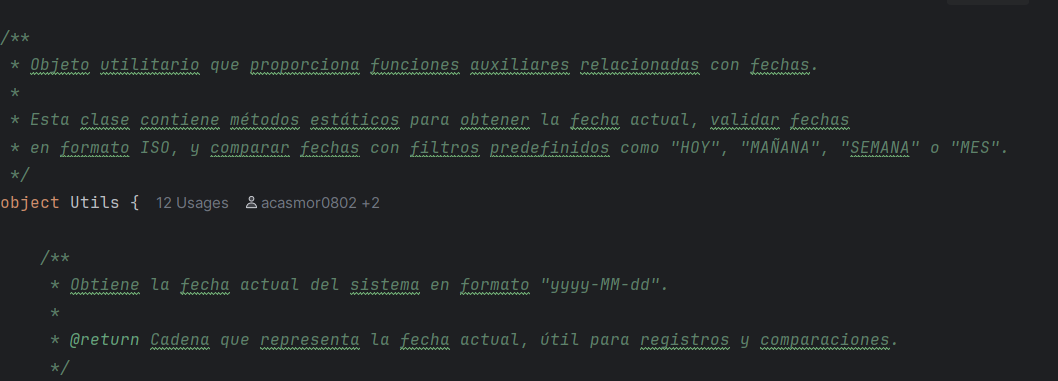 /**
* Objeto utilitario que proporciona funciones auxiliares relacionadas con fechas.
*
* Esta clase contiene métodos estáticos para obtener la fecha actual, validar fechas
* en formato ISO, y comparar fechas con filtros predefinidos como "HOY", "MAÑANA", "SEMANA" o "MES".
*/
object Utils { 12 Usages acasmor0802 +2
/**
* Obtiene la fecha actual del sistema en formato "yyyy-MM-dd".
*
* @return Cadena que representa la fecha actual, útil para registros y comparaciones.
*/